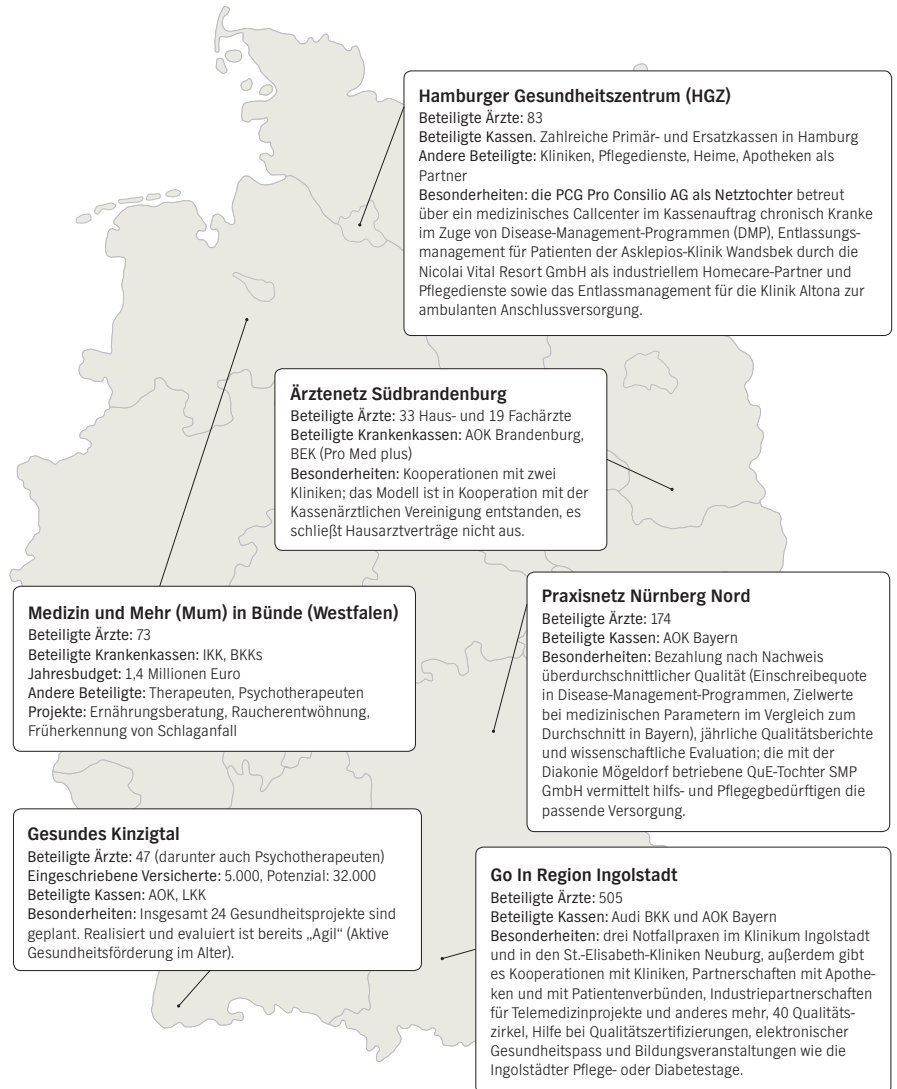 Hamburger Gesundheitszentrum (HGZ)
Beteiligte Ärzte: 83
Beteiligte Kassen. Zahlreiche Primär- und Ersatzkassen in Hamburg
Andere Beteiligte: Kliniken, Pflegedienste, Heime, Apotheken als
Partner
Besonderheiten: die PCG Pro Consilio AG als Netztochter betreut
über ein medizinisches Callcenter im Kassenauftrag chronisch Kranke
im Zuge von Disease-Management-Programmen (DMP), Entlassungs-
management für Patienten der Asklepios-Klinik Wandsbek durch die
Nicolai Vital Resort GmbH als industriellem Homecare-Partner und
Pflegedienste sowie das Entlassmanagement für die Klinik Altona zur
ambulanten Anschlussversorgung.
Ärztenetz Südbrandenburg
Beteiligte Ärzte: 33 Haus- und 19 Fachärzte
Beteiligte Krankenkassen: AOK Brandenburg,
BEK (Pro Med plus)
Besonderheiten: Kooperationen mit zwei
Kliniken; das Modell ist in Kooperation mit der
Kassenärztlichen Vereinigung entstanden, es
schließt Hausarztverträge nicht aus.
Medizin und Mehr (Mum) in Bünde (Westfalen)
Beteiligte Ärzte: 73
Beteiligte Krankenkassen: IKK, BKKs
Jahresbudget: 1,4 Millionen Euro
Andere Beteiligte: Therapeuten, Psychotherapeuten
Projekte: Ernährungsberatung, Raucherentwöhnung,
Früherkennung von Schlaganfall
Praxisnetz Nürnberg Nord
Beteiligte Ärzte: 174
Beteiligte Kassen: AOK Bayern
Besonderheiten: Bezahlung nach Nachweis
überdurchschnittlicher Qualität (Einschreibequote
in Disease-Management-Programmen, Zielwerte
bei medizinischen Parametern im Vergleich zum
Durchschnitt in Bayern), jährliche Qualitätsberichte
und wissenschaftliche Evaluation; die mit der
Diakonie Mögeldorf betriebene QuE-Tochter SMP
GmbH vermittelt hilfs- und Pflegegbedürftigen die
passende Versorgung.
Gesundes Kinzigtal
Beteiligte Ärzte: 47 (darunter auch Psychotherapeuten)
Eingeschriebene Versicherte: 5.000, Potenzial: 32.000
Beteiligte Kassen: AOK, LKK
Besonderheiten: Insgesamt 24 Gesundheitsprojekte sind
geplant. Realisiert und evaluiert ist bereits „Agil“ (Aktive
Gesundheitsförderung im Alter).
Go In Region Ingolstadt
Beteiligte Ärzte: 505
Beteiligte Kassen: Audi BKK und AOK Bayern
Besonderheiten: drei Notfallpraxen im Klinikum Ingolstadt
und in den St.-Elisabeth-Kliniken Neuburg, außerdem gibt
es Kooperationen mit Kliniken, Partnerschaften mit Apothe-
ken und mit Patientenverbünden, Industriepartnerschaften
für Telemedizinprojekte und anderes mehr, 40 Qualitäts-
zirkel, Hilfe bei Qualitätszertifizierungen, elektronischer
Gesundheitspass und Bildungsveranstaltungen wie die
Ingolstädter Pflege- oder Diabetestage.